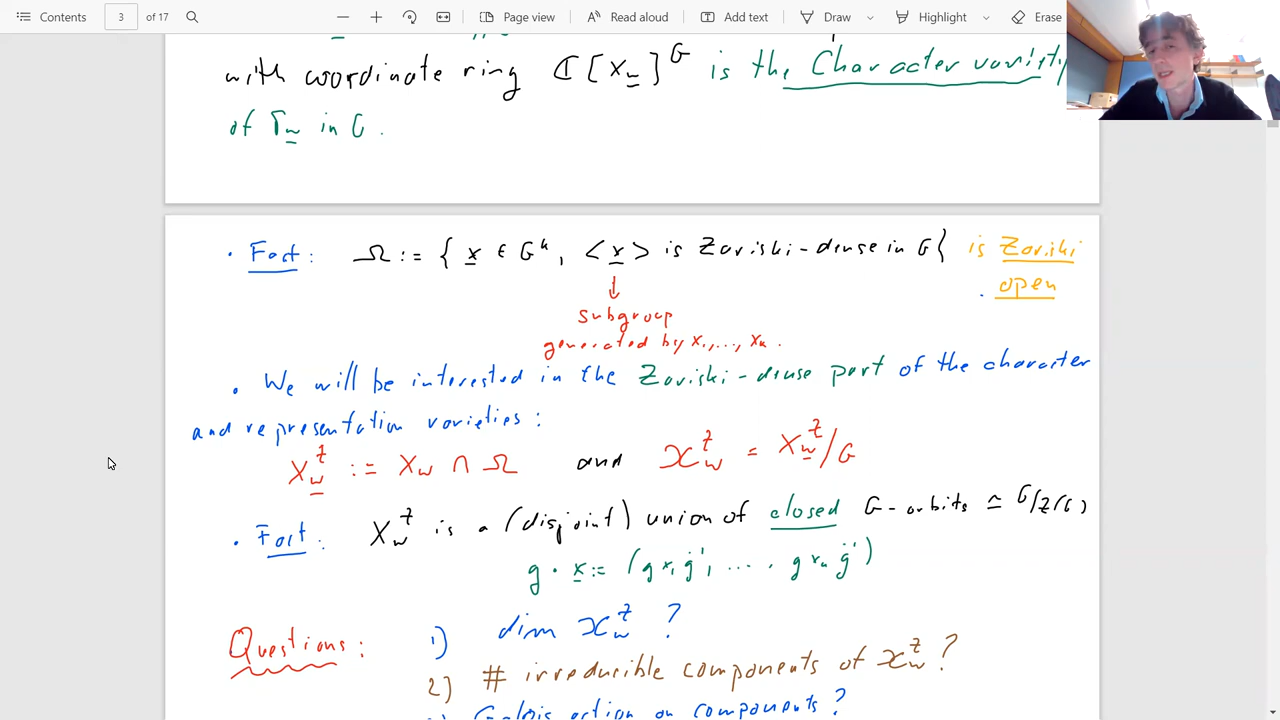 Contents 3 of 17 Page view Read aloud Add text Draw Highlight Erase
with coordinate ring ℂ[X_w]^G is the Character variety
of Γ_w in G.
• Fact: Ω := { x ∈ G^k, <x> is Zariski-dense in G } is Zariski
open
subgroup
generated by x_1,..., x_k.
• We will be interested in the Zariski-dense part of the character
and representation varieties:
X_w^z := X_w ∩ Ω and 𝒳_w^z = X_w^z/G
• Fact: X_w^z is a (disjoint) union of closed G-orbits ≃ G/Z(G)
g · x := (g x_1 g^-1, ...., g x_k g^-1)
Questions: 1) dim 𝒳_w^z ?
2) # irreducible components of 𝒳_w^z ?
Galois action on components ?